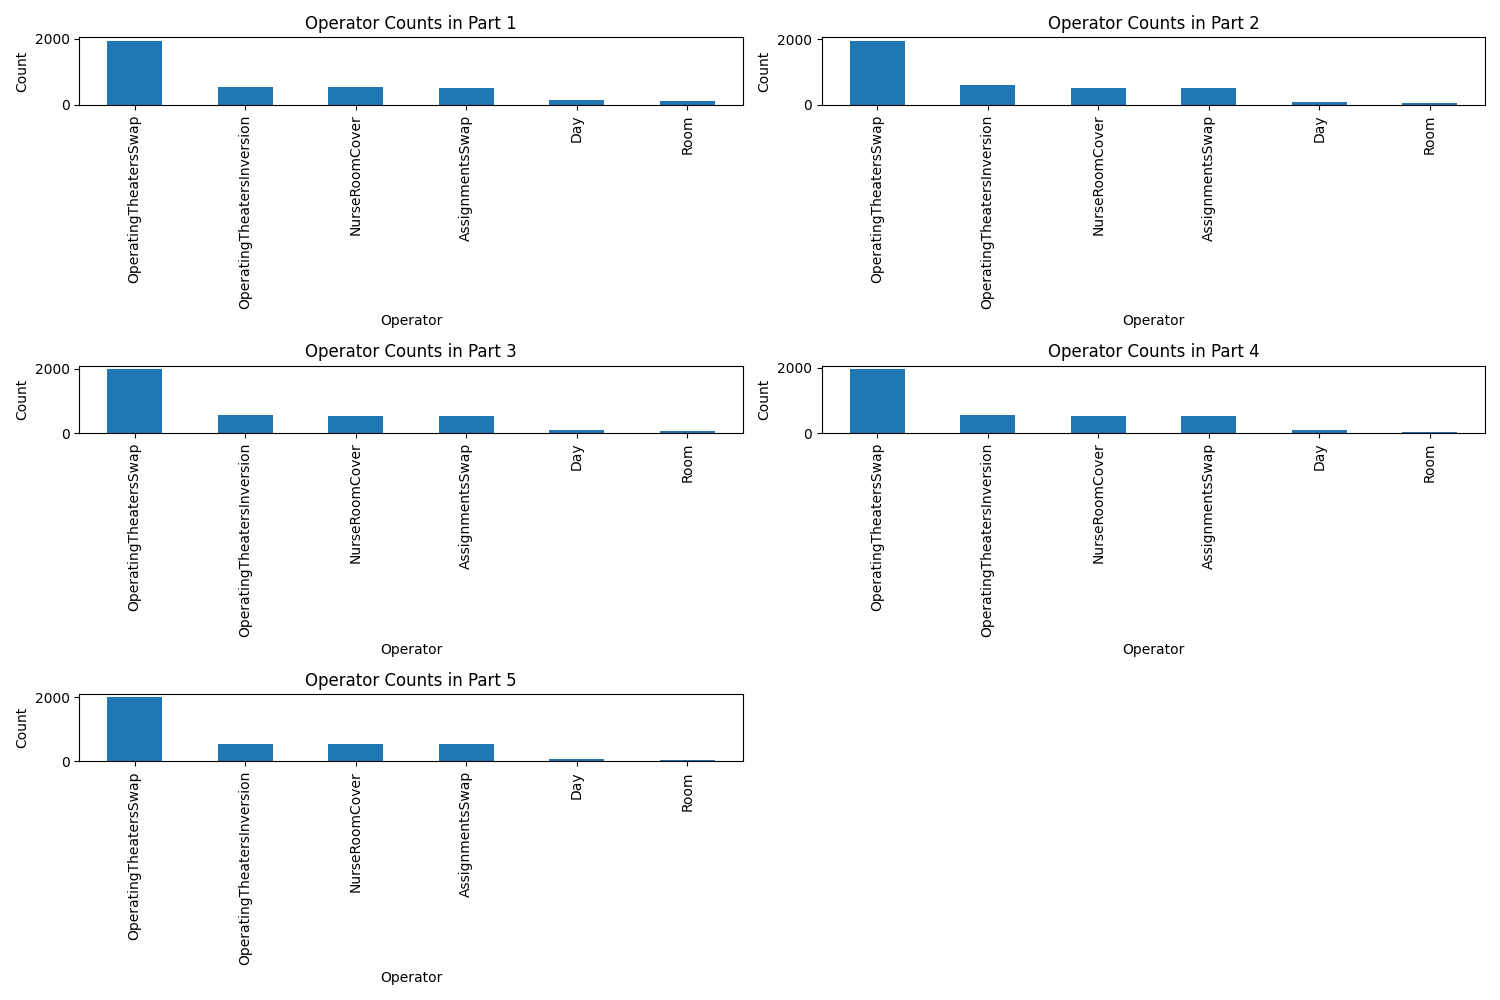 Operator Counts in Part 1
2000
0
Count
OperatingTheatersSwap
OperatingTheatersInversion
NurseRoomCover
AssignmentsSwap
Day
Room
Operator
Operator Counts in Part 2
2000
0
Count
OperatingTheatersSwap
OperatingTheatersInversion
NurseRoomCover
AssignmentsSwap
Day
Room
Operator
Operator Counts in Part 3
2000
0
Count
OperatingTheatersSwap
OperatingTheatersInversion
NurseRoomCover
AssignmentsSwap
Day
Room
Operator
Operator Counts in Part 4
2000
0
Count
OperatingTheatersSwap
OperatingTheatersInversion
NurseRoomCover
AssignmentsSwap
Day
Room
Operator
Operator Counts in Part 5
2000
0
Count
OperatingTheatersSwap
OperatingTheatersInversion
NurseRoomCover
AssignmentsSwap
Day
Room
Operator